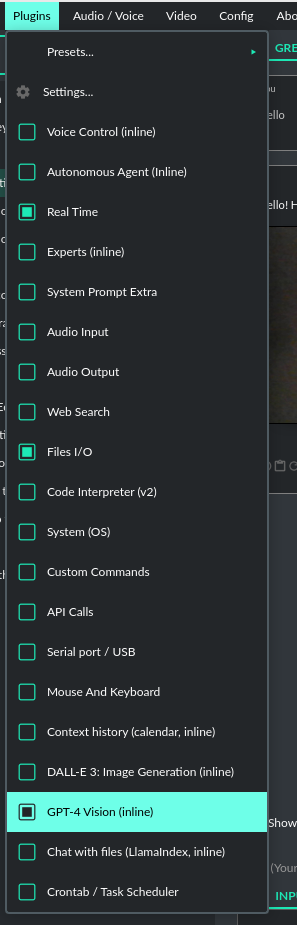 Plugins Audio / Voice Video Config Abo
Presets...
Settings...
Voice Control (inline)
Autonomous Agent (Inline)
Real Time
Experts (inline)
System Prompt Extra
Audio Input
Audio Output
Web Search
Files I/O
Code Interpreter (v2)
System (OS)
Custom Commands
API Calls
Serial port / USB
Mouse And Keyboard
Context history (calendar, inline)
DALL-E 3: Image Generation (inline)
GPT-4 Vision (inline)
Chat with files (LlamaIndex, inline)
Crontab / Task Scheduler
GRE
ou
ello
ello! H
Show
(Your
INPU